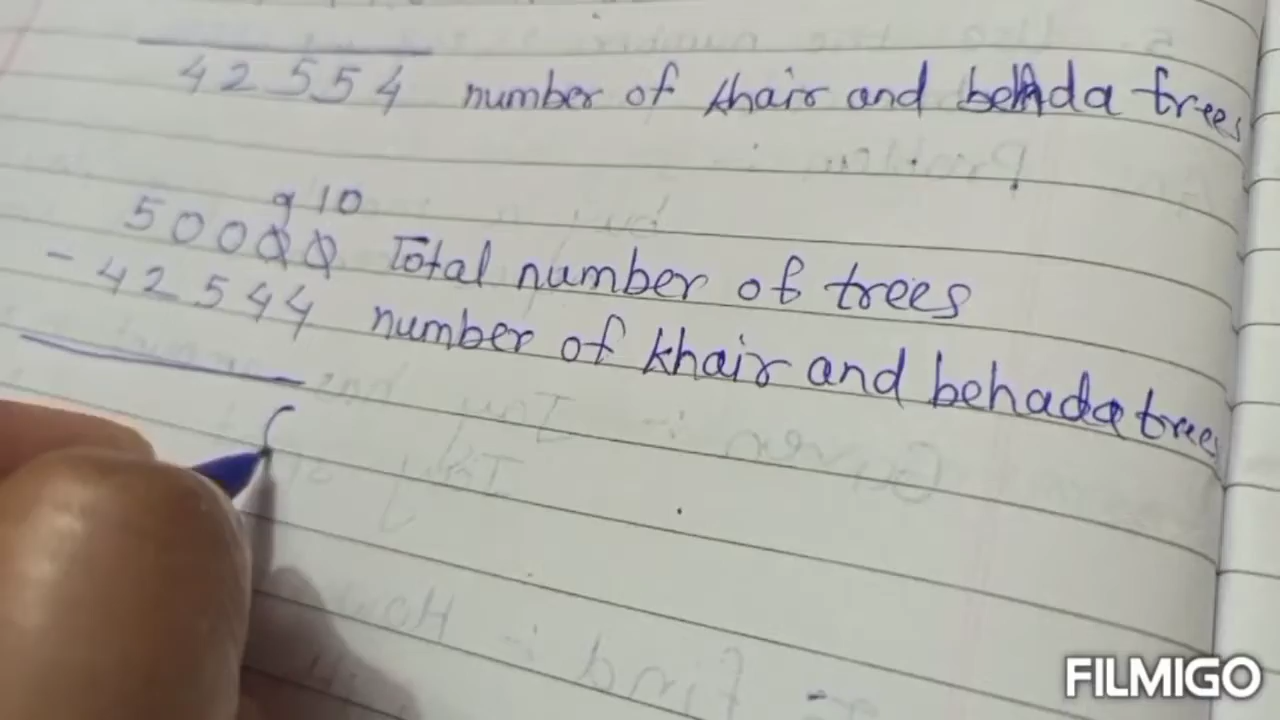 42554 number of khair and behada trees
9 10
50000 Total number of trees
- 42544 number of khair and behada trees
FILMIGO